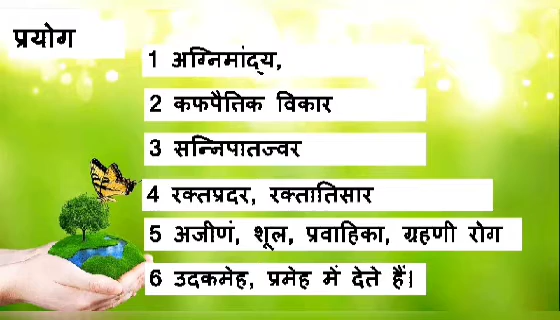 प्रयोग
1 अग्निमांद्य,
2 कफपैतिक विकार
3 सन्निपातज्वर
4 रक्तप्रदर, रक्तातिसार
5 अजीणं, शूल, प्रवाहिका, ग्रहणी रोग
6 उदकमेह, प्रमेह में देते हैं।